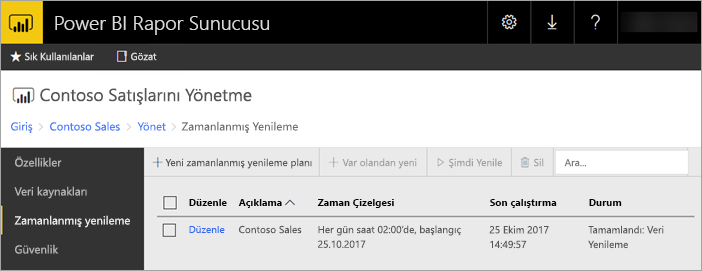 Power BI Rapor Sunucusu
?
Sık Kullanılanlar
Gözat
Contoso Satışlarını Yönetme
Giriş > Contoso Sales > Yönet > Zamanlanmış Yenileme
Özellikler
Veri kaynakları
Zamanlanmış yenileme
Güvenlik
+ Yeni zamanlanmış yenileme planı
+ Var olandan yeni
Şimdi Yenile
Sil
Ara...
Düzenle Açıklama Zaman Çizelgesi Son çalıştırma Durum
Düzenle
Contoso Sales
Her gün saat 02:00'de, başlangıç
25.10.2017
25 Ekim 2017
14:49:57
Tamamlandı: Veri
Yenileme